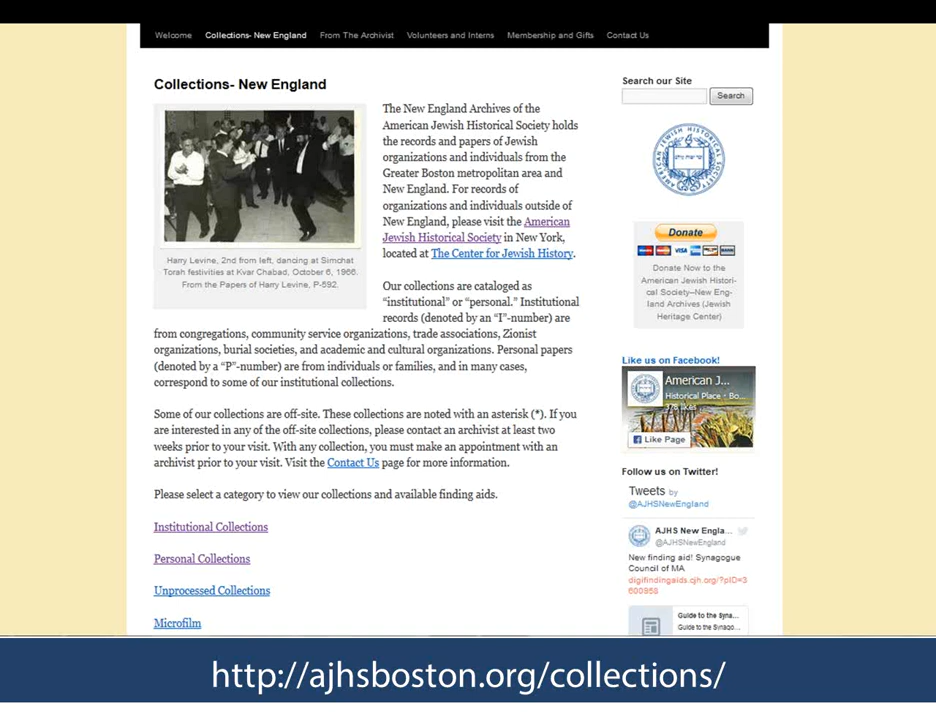 Welcome Collections- New England From The Archivist Volunteers and Interns Membership and Gifts Contact Us
Collections- New England
Harry Levine, 2nd from left, dancing at Simchat
Torah festivities at Kvar Chabad, October 6, 1966.
From the Papers of Harry Levine, P-592.
The New England Archives of the
American Jewish Historical Society holds
the records and papers of Jewish
organizations and individuals from the
Greater Boston metropolitan area and
New England. For records of
organizations and individuals outside of
New England, please visit the American
Jewish Historical Society in New York,
located at The Center for Jewish History.
Our collections are cataloged as
“institutional” or “personal.” Institutional
records (denoted by an “I”-number) are
from congregations, community service organizations, trade associations, Zionist
organizations, burial societies, and academic and cultural organizations. Personal papers
(denoted by a “P”-number) are from individuals or families, and in many cases,
correspond to some of our institutional collections.
Some of our collections are off-site. These collections are noted with an asterisk (*). If you
are interested in any of the off-site collections, please contact an archivist at least two
weeks prior to your visit. With any collection, you must make an appointment with an
archivist prior to your visit. Visit the Contact Us page for more information.
Please select a category to view our collections and available finding aids.
Institutional Collections
Personal Collections
Unprocessed Collections
Microfilm
Search our Site
Search
AMERICAN JEWISH HISTORICAL SOCIETY
Donate
VISA
Donate Now to the
American Jewish Histori-
cal Society–New Eng-
land Archives (Jewish
Heritage Center)
Like us on Facebook!
American J...
Historical Place • Bo...
likes
Like Page
Follow us on Twitter!
Tweets by
@AJHSNewEngland
AJHS New Engla...
@AJHSNewEngland
New finding aid! Synagogue
Council of MA
digifindingaids.cjh.org/?pID=3
600958
Guide to the Syna...
Guide to the Synago...
http://ajhsboston.org/collections/